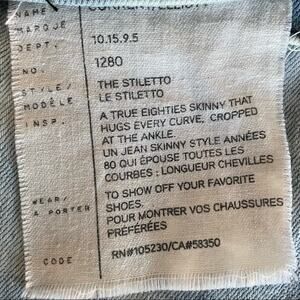 NAME/
MARQUE CURRENT/ELLIOTT
DEPT. 10.15.9.5
NO. 1280
STYLE/ THE STILETTO
MODÈLE LE STILETTO
INSP. A TRUE EIGHTIES SKINNY THAT
HUGS EVERY CURVE. CROPPED
AT THE ANKLE.
UN JEAN SKINNY STYLE ANNÉES
80 QUI ÉPOUSE TOUTES LES
COURBES ; LONGUEUR CHEVILLES
WEAR/ TO SHOW OFF YOUR FAVORITE
A PORTER SHOES.
POUR MONTRER VOS CHAUSSURES
PRÉFÉRÉES
CODE RN#105230/CA#58350